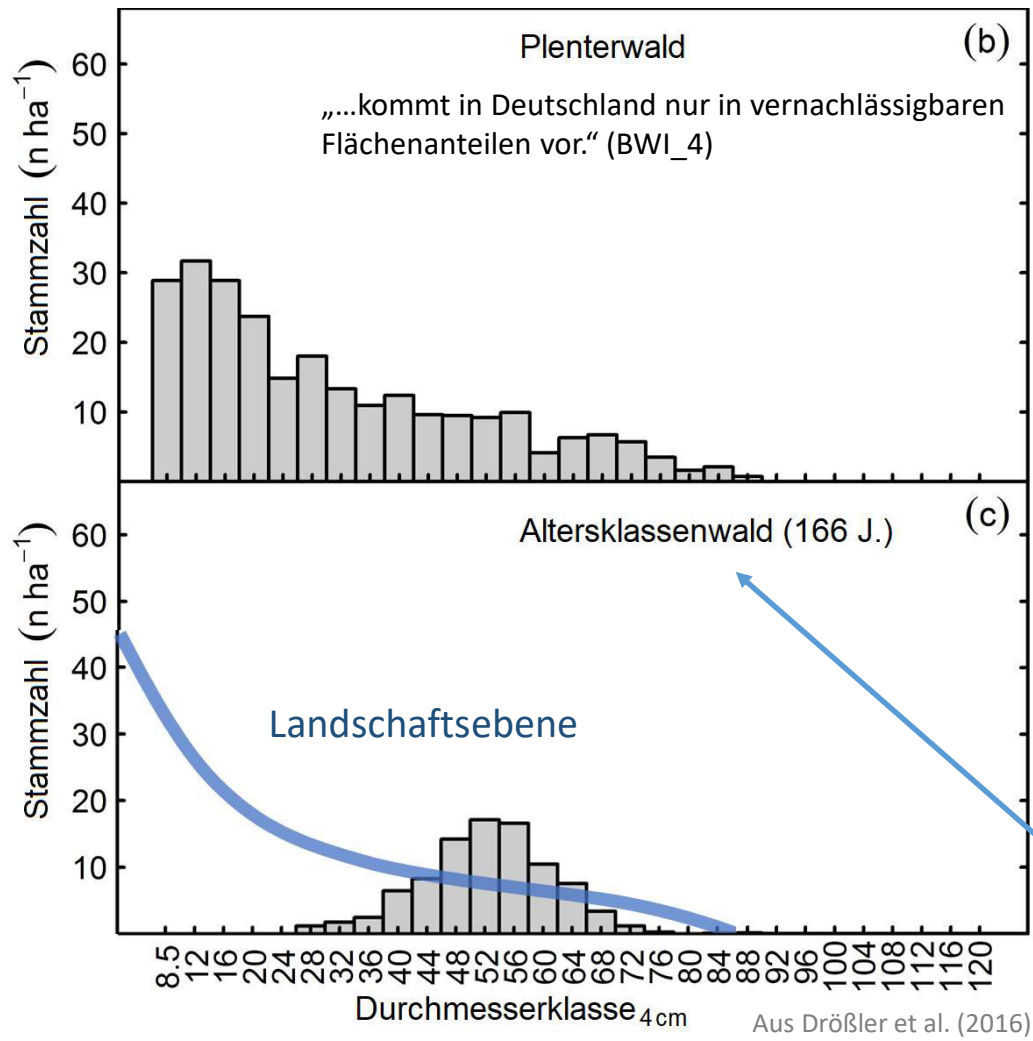 (b)
Plenterwald
„...kommt in Deutschland nur in vernachlässigbaren
Flächenanteilen vor.“ (BWI_4)
Stammzahl (n ha⁻¹)
60
50
40
30
20
10
(c)
Altersklassenwald (166 J.)
Landschaftsebene
Stammzahl (n ha⁻¹)
60
50
40
30
20
10
8.5 12 16 20 24 28 32 36 40 44 48 52 56 60 64 68 72 76 80 84 88 92 96 100 104 108 112 116 120
Durchmesserklasse 4 cm
Aus Drößler et al. (2016)